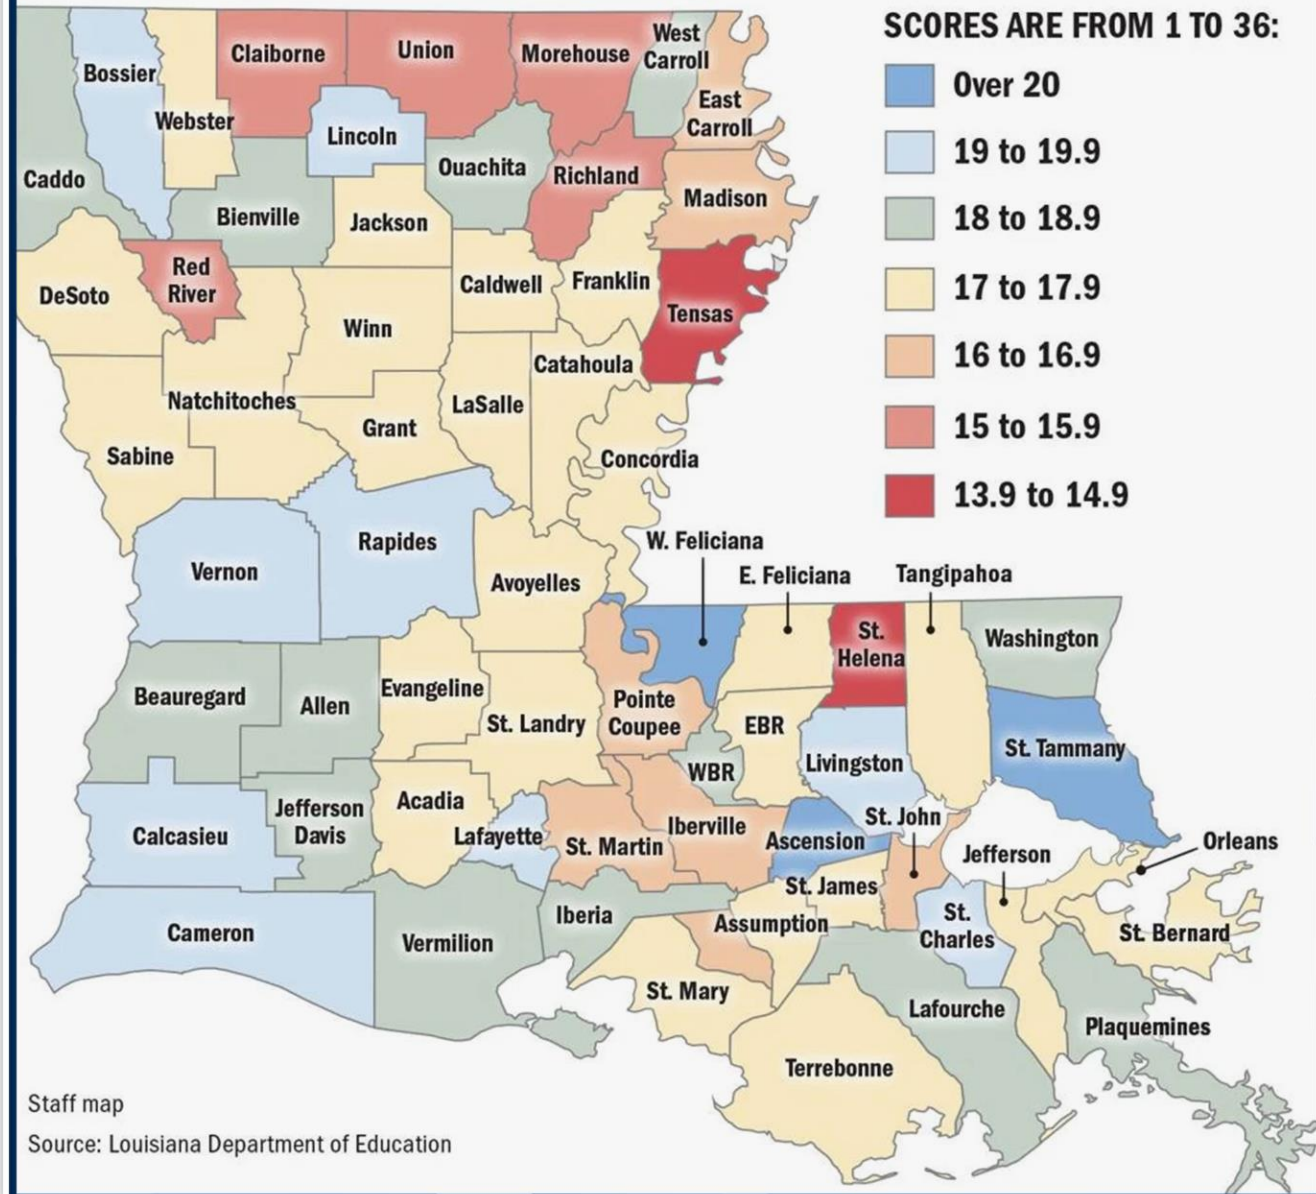 SCORES ARE FROM 1 TO 36:
Over 20
19 to 19.9
18 to 18.9
17 to 17.9
16 to 16.9
15 to 15.9
13.9 to 14.9
Bossier
Webster
Claiborne
Union
Morehouse
West
Carroll
East
Carroll
Lincoln
Caddo
Ouachita
Richland
Bienville
Jackson
Madison
Red
River
DeSoto
Caldwell
Franklin
Tensas
Winn
Catahoula
Natchitoches
LaSalle
Grant
Sabine
Concordia
Vernon
Rapides
Avoyelles
W. Feliciana
E. Feliciana
Tangipahoa
St.
Helena
Washington
Beauregard
Allen
Evangeline
St. Landry
Pointe
Coupee
EBR
St. Tammany
WBR
Livingston
Calcasieu
Jefferson
Davis
Acadia
Lafayette
St. Martin
Iberville
Ascension
St. John
Jefferson
Orleans
St. James
Cameron
Vermilion
Iberia
Assumption
St.
Charles
St. Bernard
St. Mary
Lafourche
Plaquemines
Terrebonne
Staff map
Source: Louisiana Department of Education